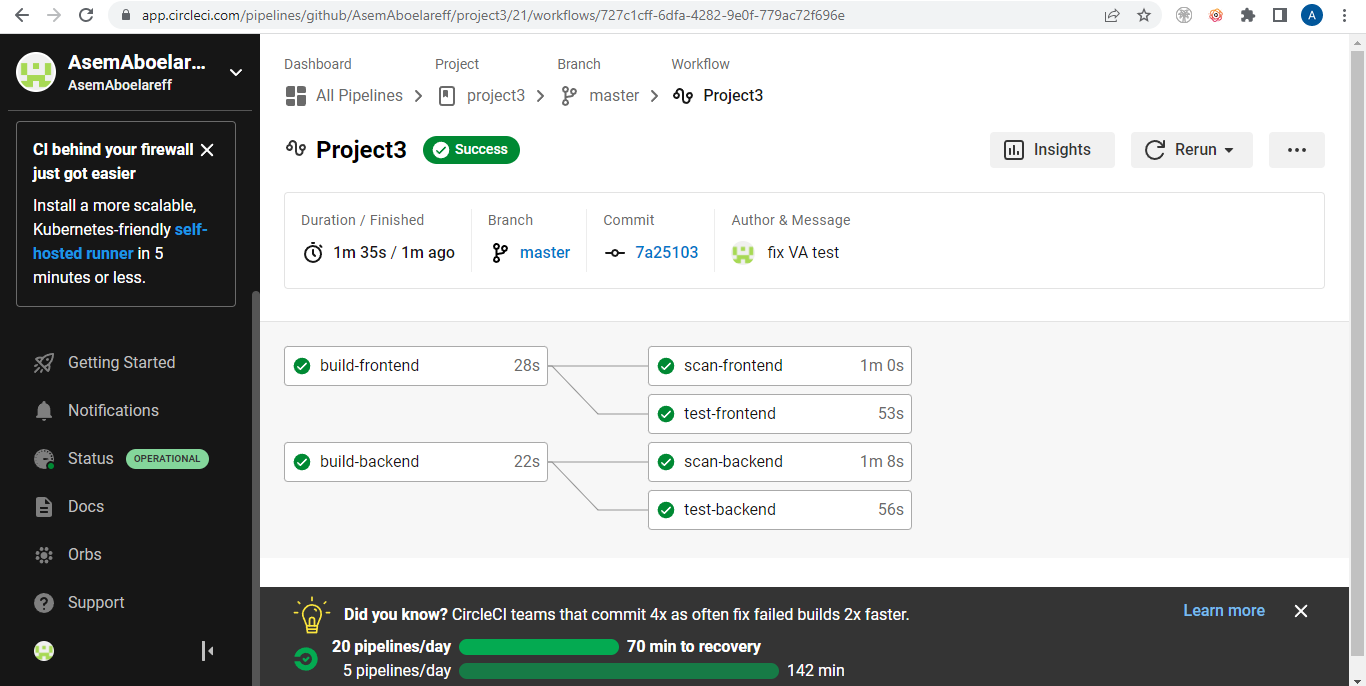 app.circleci.com/pipelines/github/AsemAboelareff/project3/21/workflows/727c1cff-6dfa-4282-9e0f-779ac72f696e
A
AsemAboelar...
AsemAboelareff
CI behind your firewall
just got easier
Install a more scalable,
Kubernetes-friendly self-
hosted runner in 5
minutes or less.
Getting Started
Notifications
Status OPERATIONAL
Docs
Orbs
Support
Dashboard Project Branch Workflow
All Pipelines project3 master Project3
Project3 Success
Insights Rerun
Duration / Finished Branch Commit Author & Message
1m 35s / 1m ago master 7a25103 fix VA test
build-frontend 28s scan-frontend 1m 0s
test-frontend 53s
build-backend 22s scan-backend 1m 8s
test-backend 56s
Did you know? CircleCI teams that commit 4x as often fix failed builds 2x faster. Learn more
20 pipelines/day 70 min to recovery
5 pipelines/day 142 min